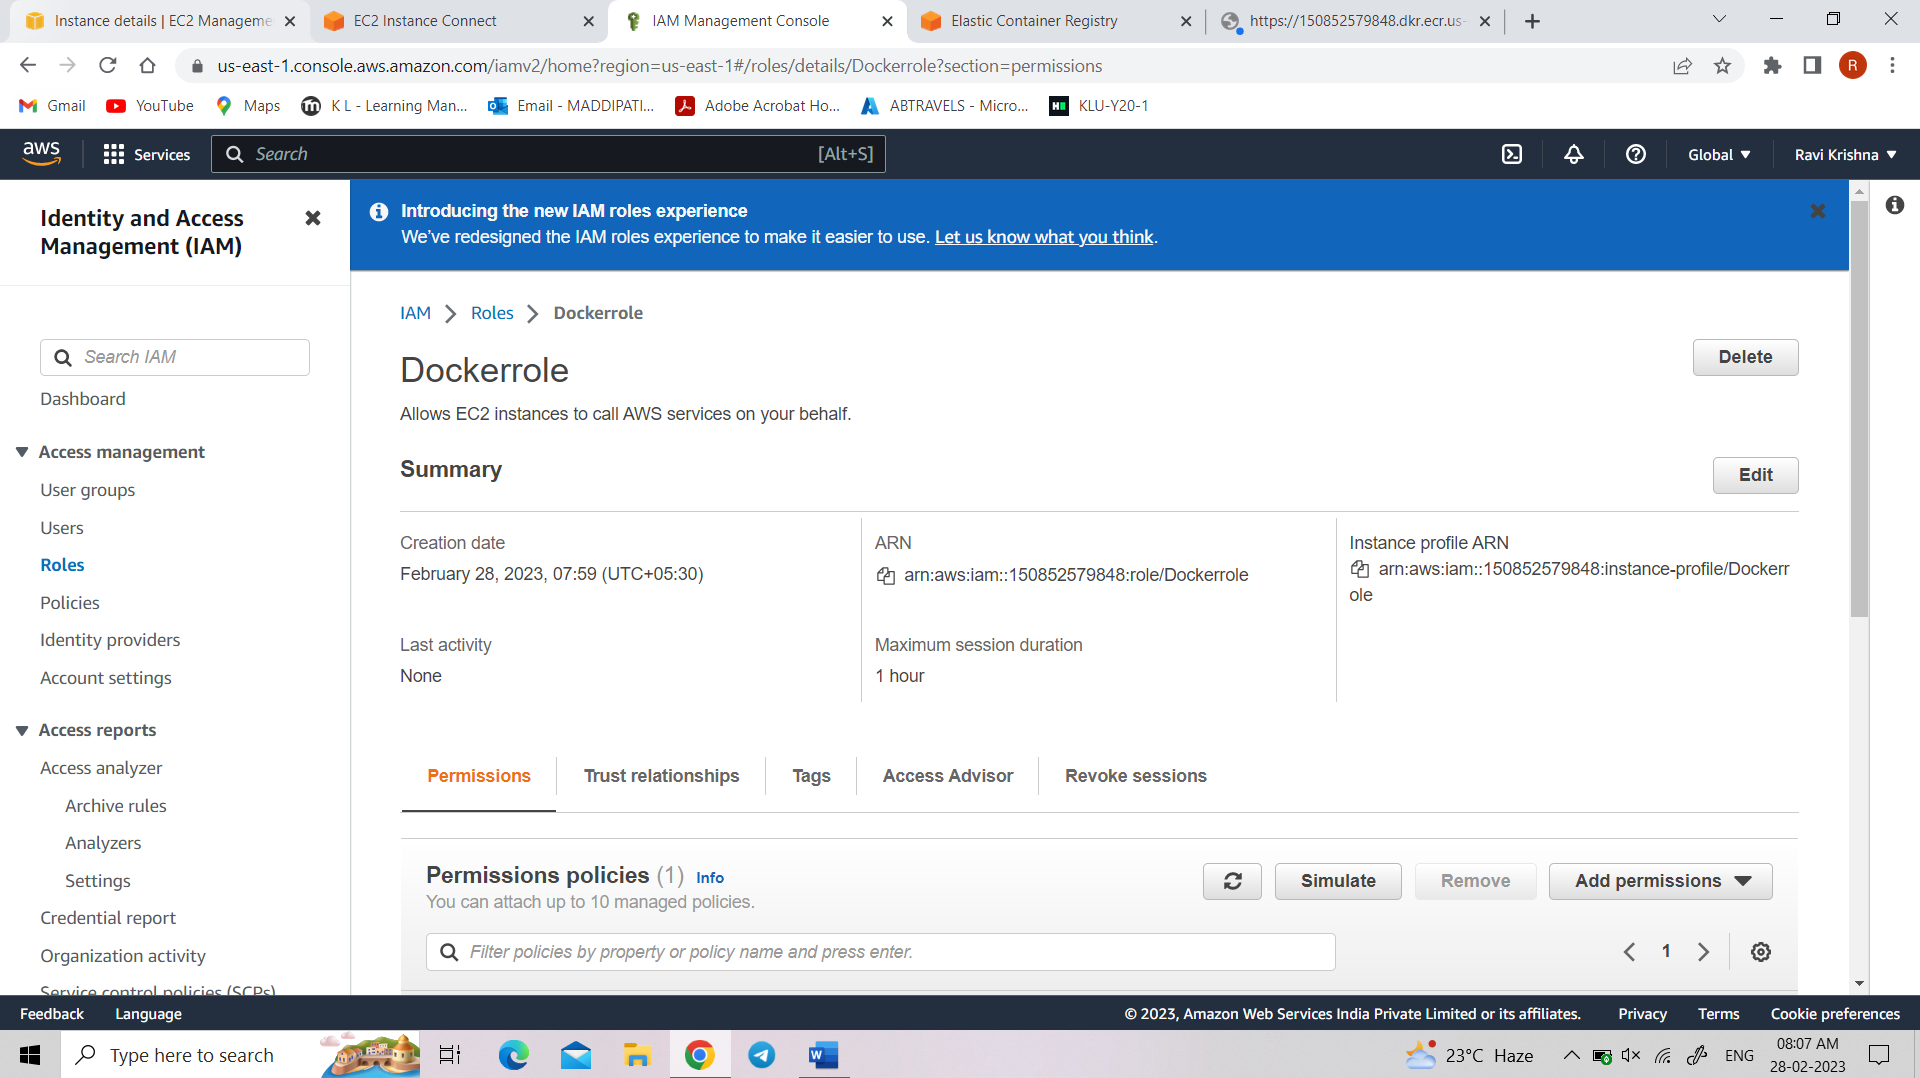 Instance details | EC2 Manageme
EC2 Instance Connect
IAM Management Console
Elastic Container Registry
https://150852579848.dkr.ecr.us-
us-east-1.console.aws.amazon.com/iamv2/home?region=us-east-1#/roles/details/Dockerrole?section=permissions
R
Gmail
YouTube
Maps
K L - Learning Man...
Email - MADDIPATI...
Adobe Acrobat Ho...
ABTRAVELS - Micro...
KLU-Y20-1
aws
Services
Search
[Alt+S]
Global
Ravi Krishna
Identity and Access
Management (IAM)
Search IAM
Dashboard
Access management
User groups
Users
Roles
Policies
Identity providers
Account settings
Access reports
Access analyzer
Archive rules
Analyzers
Settings
Credential report
Organization activity
Service control policies (SCPs)
Introducing the new IAM roles experience
We've redesigned the IAM roles experience to make it easier to use. Let us know what you think.
IAM > Roles > Dockerrole
Dockerrole
Delete
Allows EC2 instances to call AWS services on your behalf.
Summary
Edit
Creation date
February 28, 2023, 07:59 (UTC+05:30)
ARN
arn:aws:iam::150852579848:role/Dockerrole
Instance profile ARN
arn:aws:iam::150852579848:instance-profile/Dockerr
ole
Last activity
None
Maximum session duration
1 hour
Permissions
Trust relationships
Tags
Access Advisor
Revoke sessions
Permissions policies (1) Info
You can attach up to 10 managed policies.
Simulate
Remove
Add permissions
Filter policies by property or policy name and press enter.
1
Feedback
Language
© 2023, Amazon Web Services India Private Limited or its affiliates.
Privacy
Terms
Cookie preferences
Type here to search
23°C Haze
ENG
08:07 AM
28-02-2023